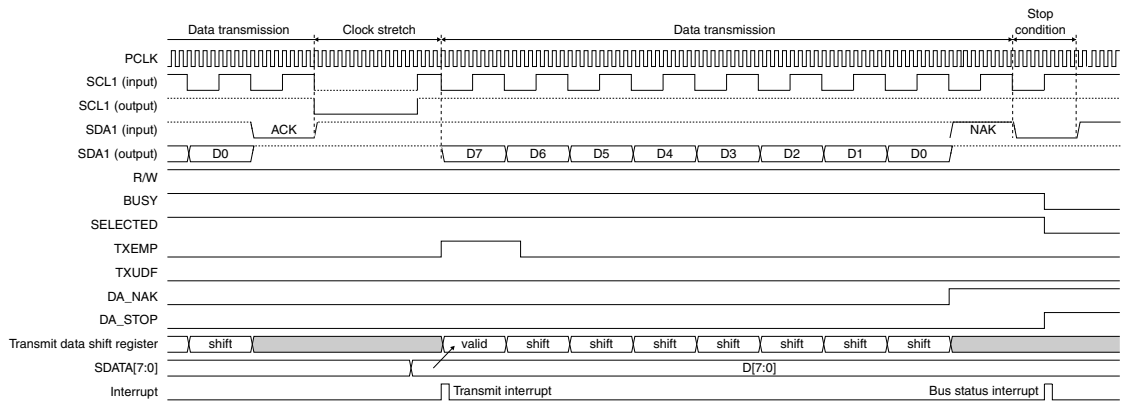 Data transmission
Clock stretch
Data transmission
Stop
condition
PCLK
SCL1 (input)
SCL1 (output)
SDA1 (input)
ACK
NAK
SDA1 (output)
D0
D7
D6
D5
D4
D3
D2
D1
D0
R/W
BUSY
SELECTED
TXEMP
TXUDF
DA_NAK
DA_STOP
Transmit data shift register
shift
valid
shift
shift
shift
shift
shift
shift
shift
SDATA[7:0]
D[7:0]
Interrupt
Transmit interrupt
Bus status interrupt